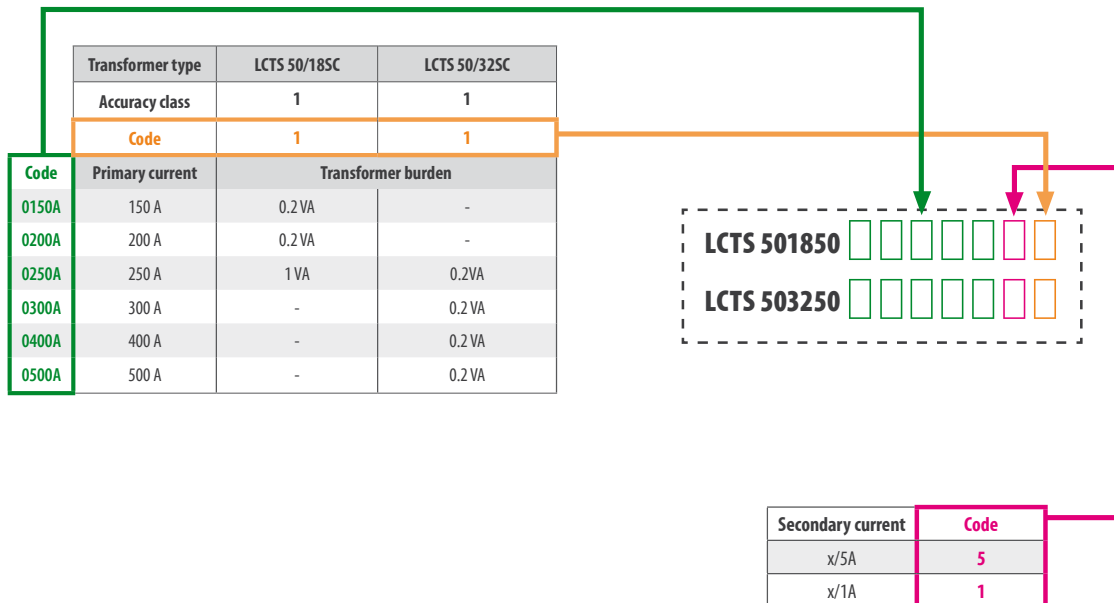 Transformer type LCTS 50/18SC LCTS 50/32SC
Accuracy class 1 1
Code 1 1
Code Primary current Transformer burden
0150A 150 A 0.2 VA -
0200A 200 A 0.2 VA -
0250A 250 A 1 VA 0.2VA
0300A 300 A - 0.2 VA
0400A 400 A - 0.2 VA
0500A 500 A - 0.2 VA
LCTS 501850
LCTS 503250
Secondary current Code
x/5A 5
x/1A 1